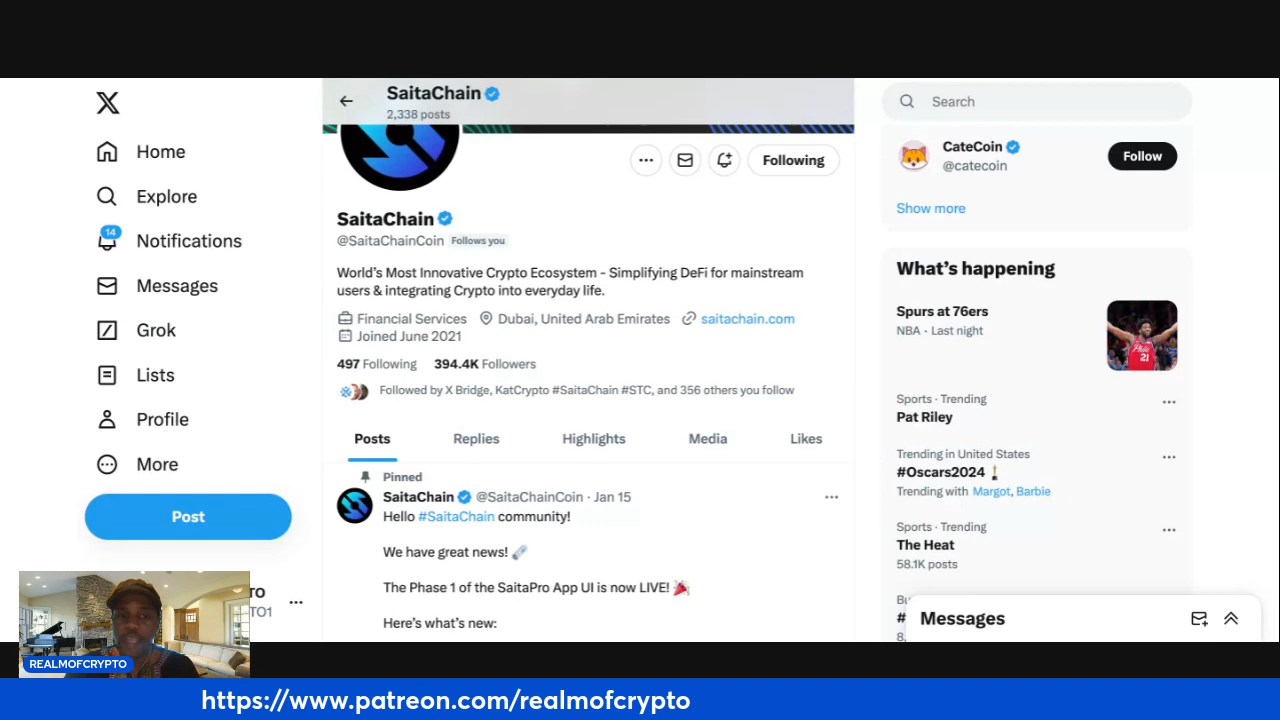 Home
Explore
14
Notifications
Messages
Grok
Lists
Profile
More
Post
TO
TO1
REALMOFCRYPTO
SaitaChain
2,338 posts
Following
SaitaChain
@SaitaChainCoin Follows you
World's Most Innovative Crypto Ecosystem - Simplifying DeFi for mainstream
users & integrating Crypto into everyday life.
Financial Services Dubai, United Arab Emirates saitachain.com
Joined June 2021
497 Following 394.4K Followers
Followed by X Bridge, KatCrypto #SaitaChain #STC, and 356 others you follow
Posts Replies Highlights Media Likes
Pinned
SaitaChain @SaitaChainCoin · Jan 15
Hello #SaitaChain community!
We have great news! 🗞️
The Phase 1 of the SaitaPro App UI is now LIVE! 🎉
Here's what's new:
Search
CateCoin
@catecoin
Follow
Show more
What's happening
Spurs at 76ers
NBA · Last night
Phila
21
Sports · Trending
Pat Riley
Trending in United States
#Oscars2024
Trending with Margot, Barbie
Sports · Trending
The Heat
58.1K posts
Bu
#
8.
Messages
https://www.patreon.com/realmofcrypto